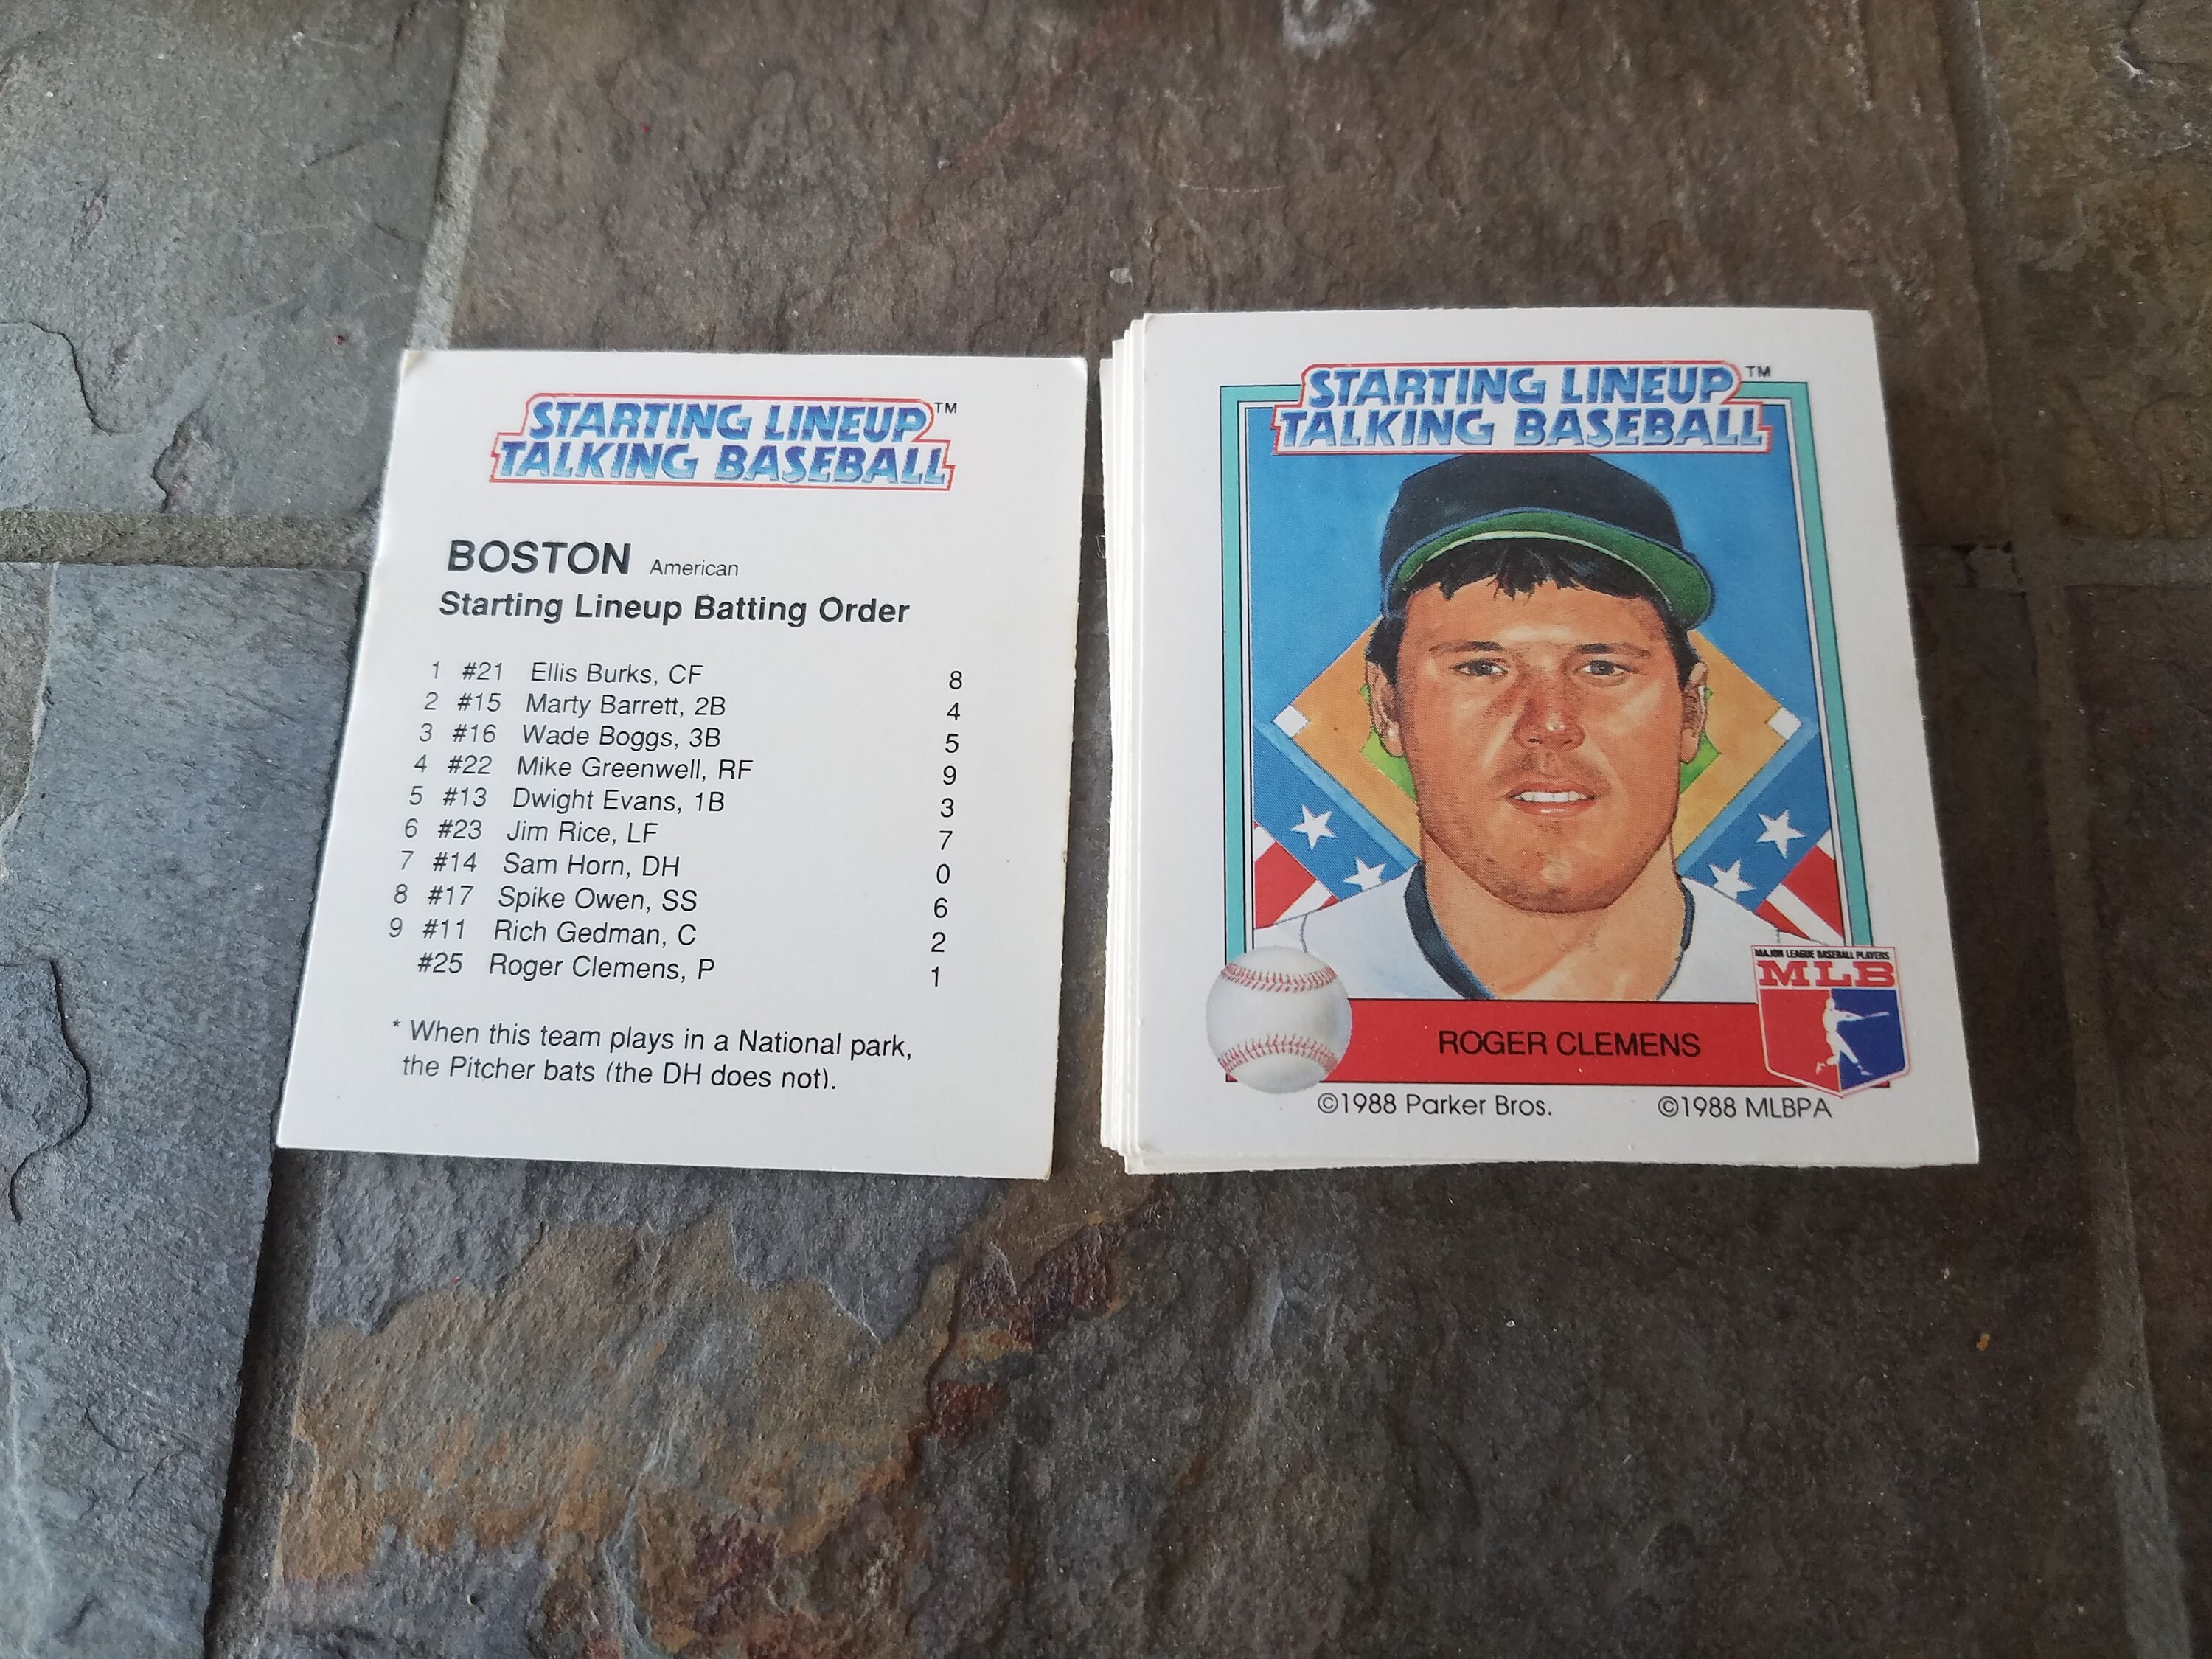 STARTING LINEUP™
TALKING BASEBALL
BOSTON American
Starting Lineup Batting Order
1 #21 Ellis Burks, CF 8
2 #15 Marty Barrett, 2B 4
3 #16 Wade Boggs, 3B 5
4 #22 Mike Greenwell, RF 9
5 #13 Dwight Evans, 1B 3
6 #23 Jim Rice, LF 7
7 #14 Sam Horn, DH 0
8 #17 Spike Owen, SS 6
9 #11 Rich Gedman, C 2
#25 Roger Clemens, P 1
* When this team plays in a National park,
the Pitcher bats (the DH does not).
STARTING LINEUP™
TALKING BASEBALL
MAJOR LEAGUE BASEBALL PLAYERS
MLB
ROGER CLEMENS
©1988 Parker Bros. ©1988 MLBPA